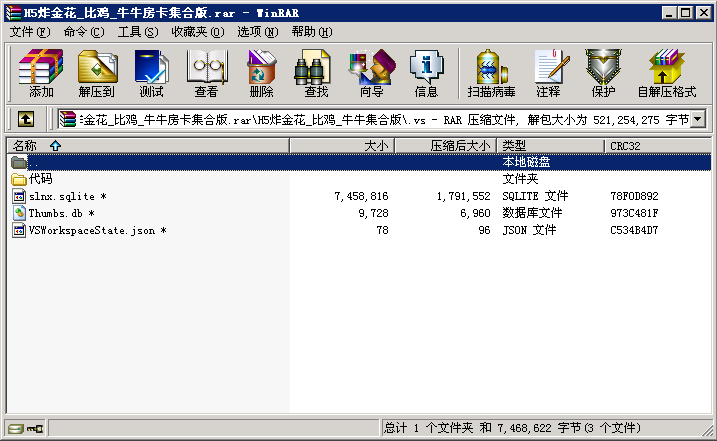 H5炸金花_比鸡_牛牛房卡集合版.rar - WinRAR
文件(F) 命令(C) 工具(S) 收藏夹(O) 选项(N) 帮助(H)
添加 解压到 测试 查看 删除 查找 向导 信息 扫描病毒 注释 保护 自解压格式
金花_比鸡_牛牛房卡集合版.rar\H5炸金花_比鸡_牛牛房卡集合版\.vs - RAR 压缩文件, 解包大小为 521,254,275 字节
名称 大小 压缩后大小 类型 CRC32
.. 本地磁盘
代码 文件夹
slnx.sqlite * 7,458,816 1,791,552 SQLITE 文件 78F0D892
Thumbs.db * 9,728 6,960 数据库文件 973C481F
VSWorkspaceState.json * 78 96 JSON 文件 C534B4D7
总计 1 个文件夹 和 7,468,622 字节(3 个文件)